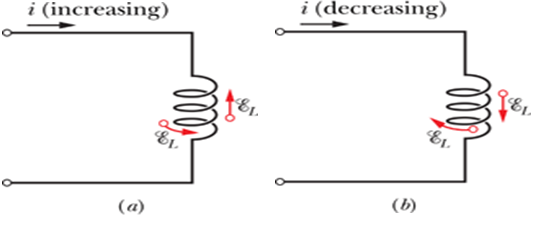 i (increasing)
ℰL
ℰL
(a)
i (decreasing)
ℰL
ℰL
(b)